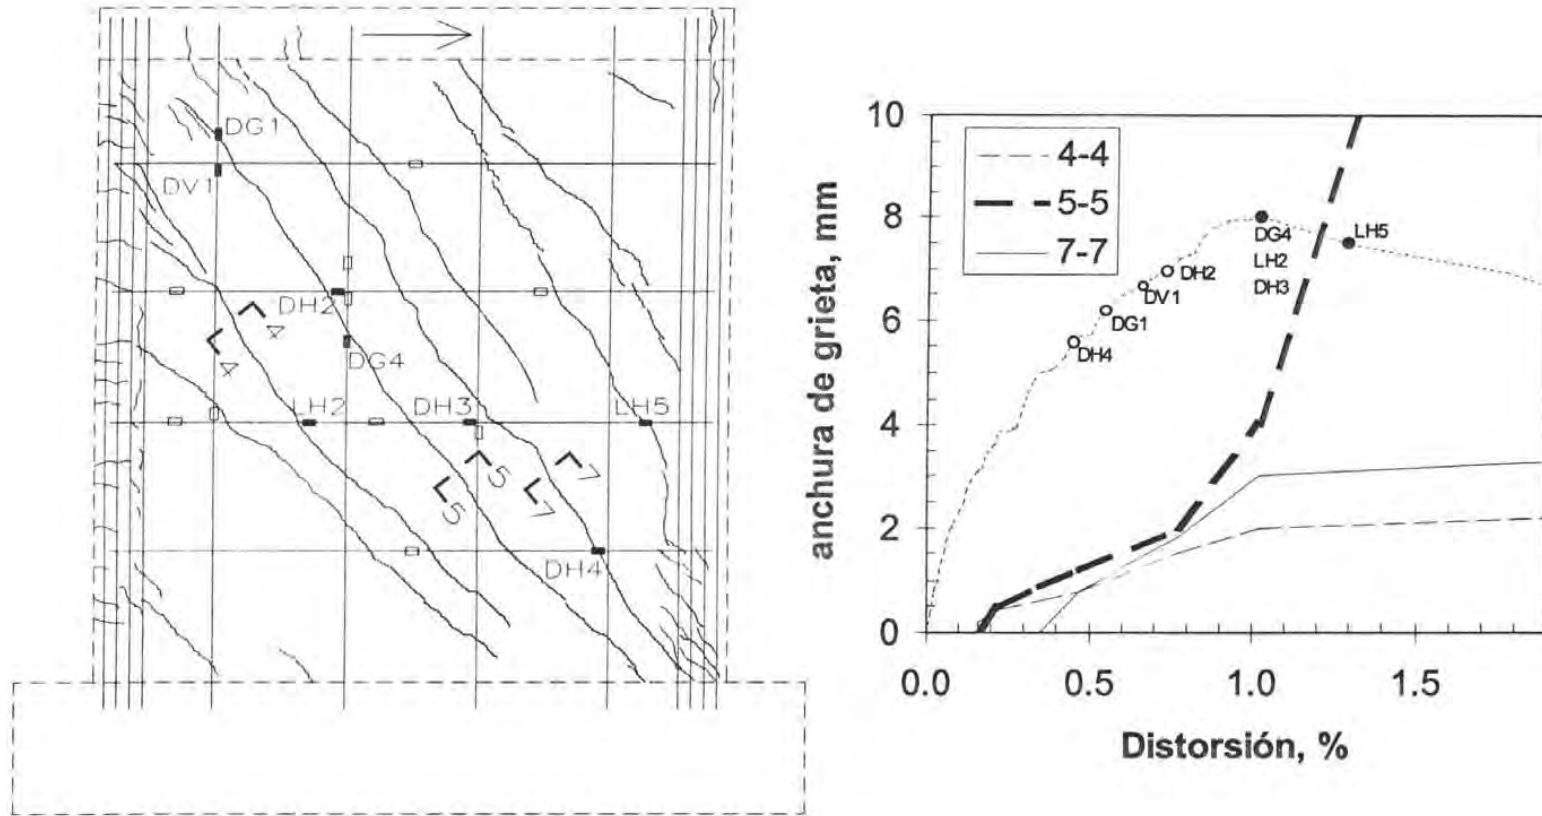 DG1
DV1
DH2
4
4
DG4
LH2
DH3
LH5
5
5
7
7
DH4
10
8
6
4
2
0
anchura de grieta, mm
4-4
5-5
7-7
DG4
LH5
LH2
DH2
DH3
DV1
DG1
DH4
0.0
0.5
1.0
1.5
Distorsión, %